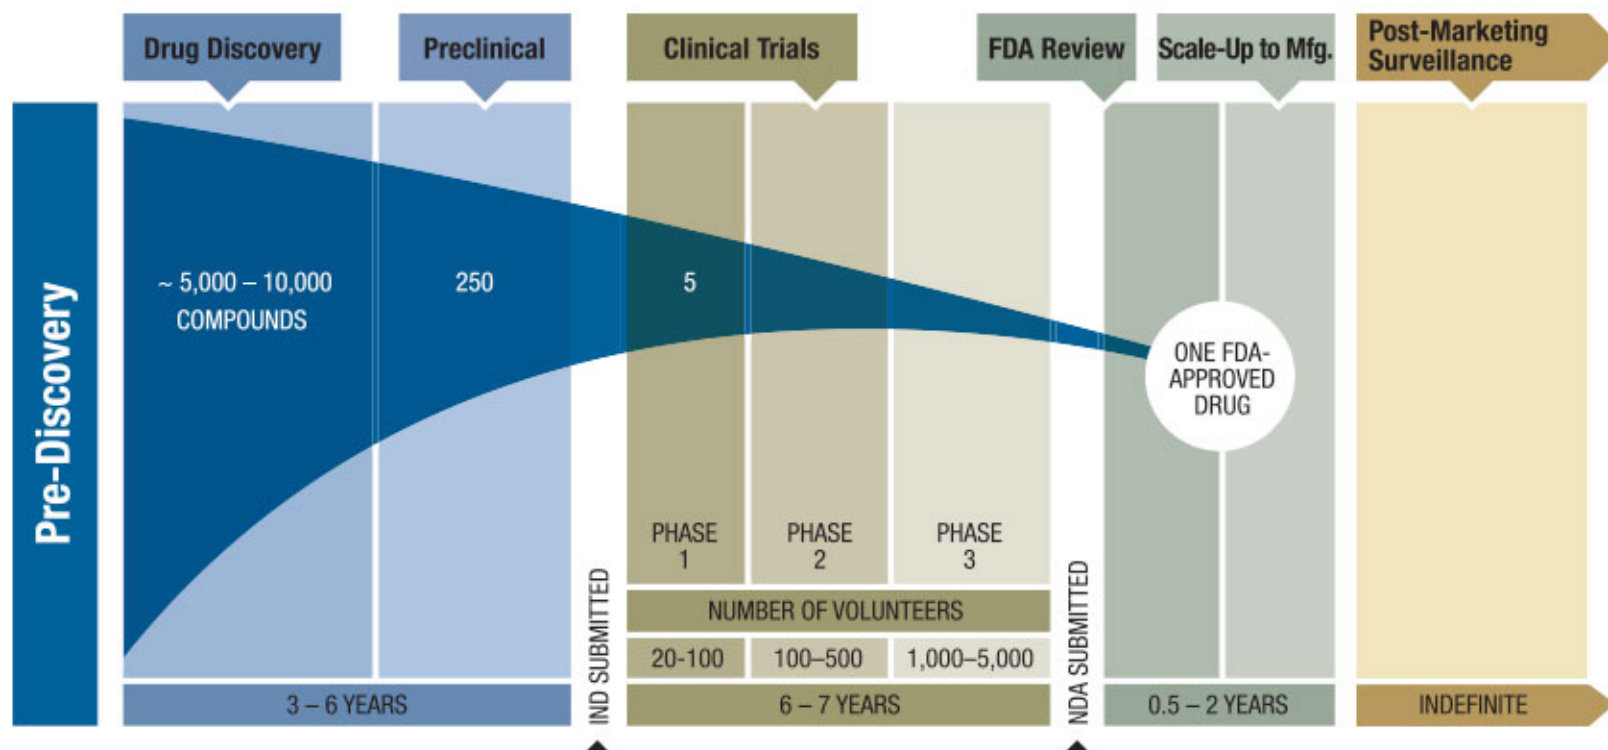 Drug Discovery
Preclinical
Clinical Trials
FDA Review
Scale-Up to Mfg.
Post-Marketing
Surveillance
Pre-Discovery
~ 5,000 – 10,000
COMPOUNDS
250
5
ONE FDA-
APPROVED
DRUG
PHASE
1
PHASE
2
PHASE
3
NUMBER OF VOLUNTEERS
20-100
100–500
1,000–5,000
IND SUBMITTED
NDA SUBMITTED
3 – 6 YEARS
6 – 7 YEARS
0.5 – 2 YEARS
INDEFINITE